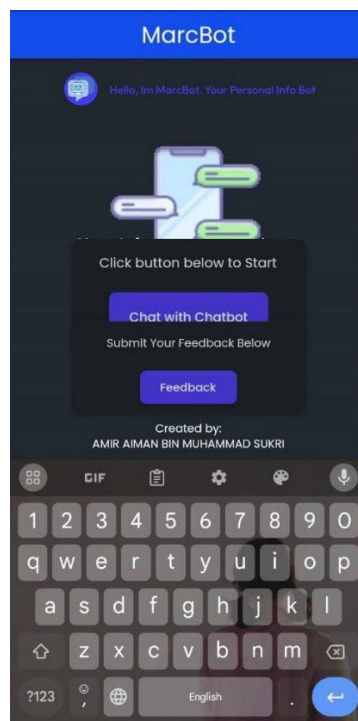 MarcBot
Hello, Im MarcBot. Your Personal Info Bot
Click button below to Start
Chat with Chatbot
Submit Your Feedback Below
Feedback
Created by:
AMIR AIMAN BIN MUHAMMAD SUKRI
GIF
1 2 3 4 5 6 7 8 9 0
q w e r t y u i o p
a s d f g h j k l
z x c v b n m
?123 , English .